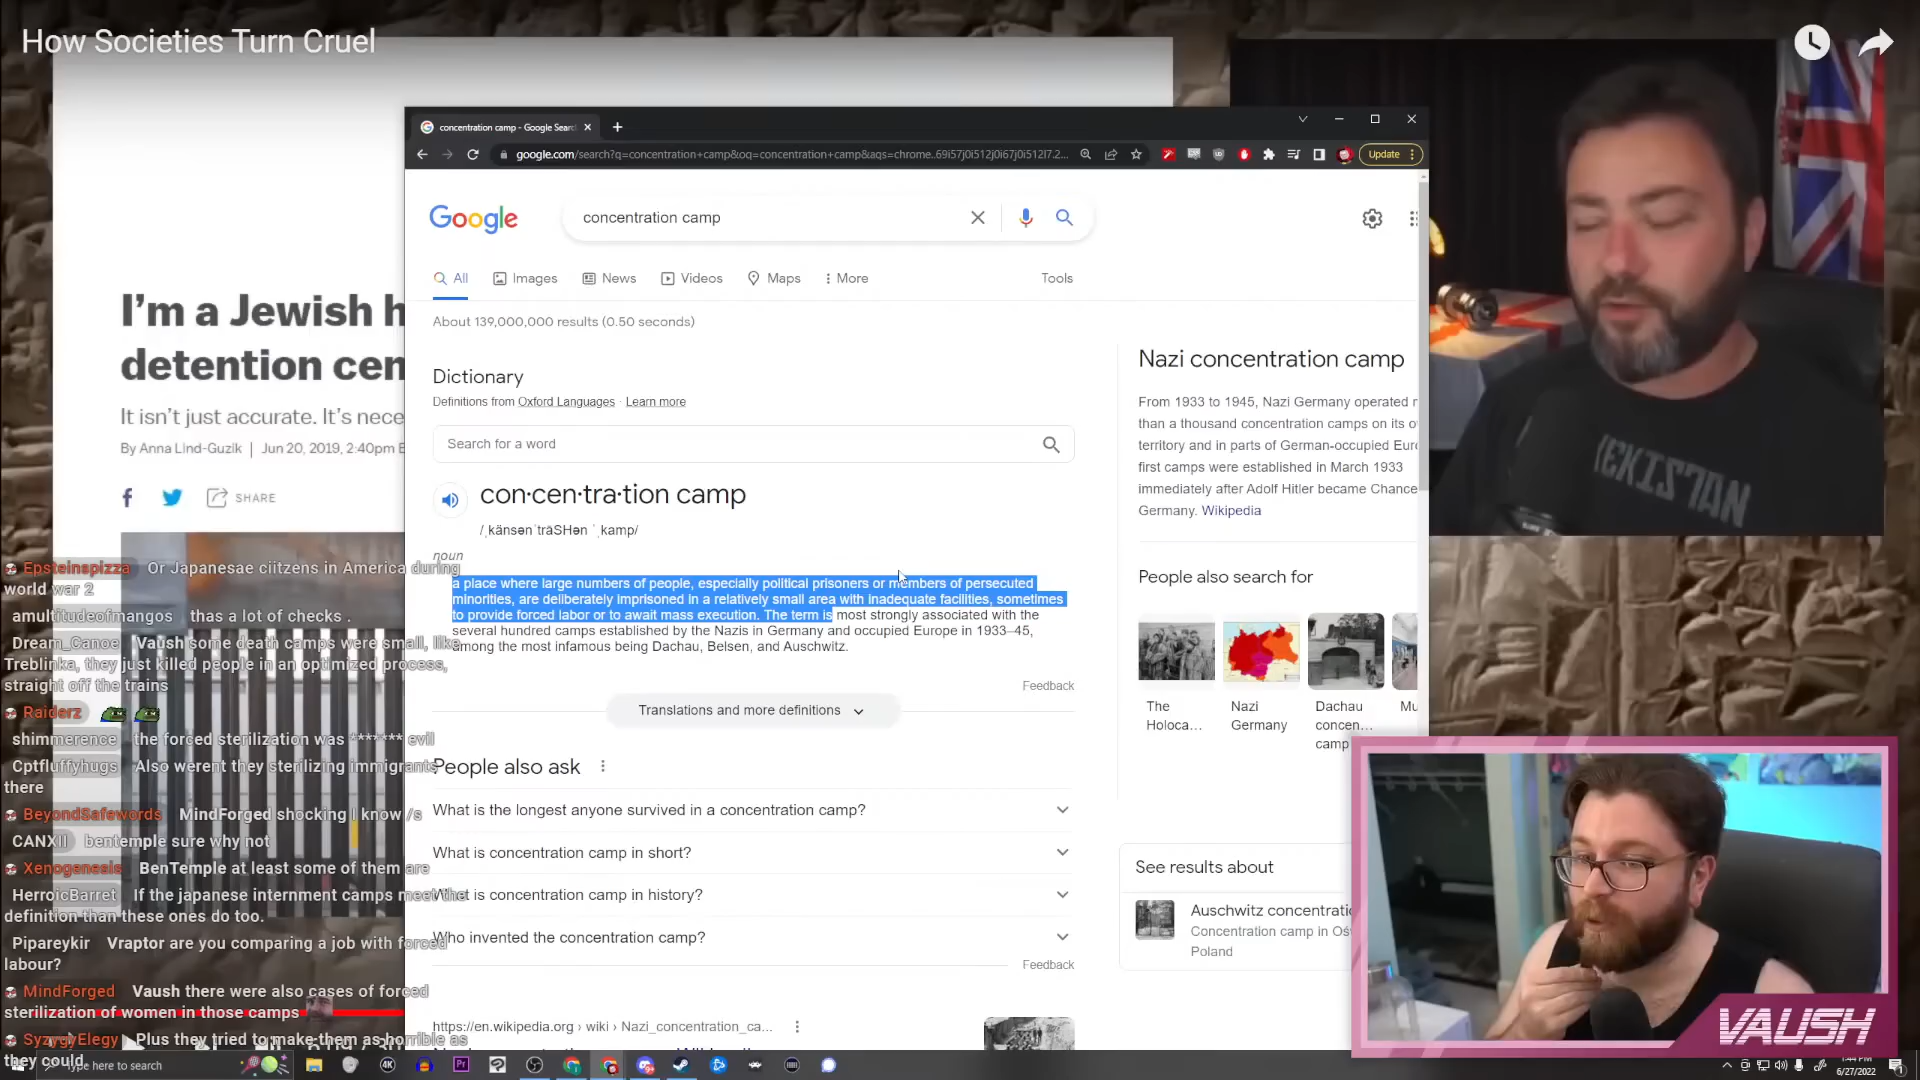 How Societies Turn Cruel
concentration camp - Google Searc
google.com/search?q=concentration+camp&oq=concentration+camp&aqs=chrome..69i57j0i512j0i67j0i512l7.2...
Update
Google
concentration camp
All
Images
News
Videos
Maps
More
Tools
About 139,000,000 results (0.50 seconds)
Dictionary
Definitions from Oxford Languages · Learn more
Search for a word
con·cen·tra·tion camp
/ˌkänsənˈtrāSHən ˈˌkamp/
noun
a place where large numbers of people, especially political prisoners or members of persecuted
minorities, are deliberately imprisoned in a relatively small area with inadequate facilities, sometimes
to provide forced labor or to await mass execution. The term is most strongly associated with the
several hundred camps established by the Nazis in Germany and occupied Europe in 1933–45,
among the most infamous being Dachau, Belsen, and Auschwitz.
Feedback
Translations and more definitions
People also ask
What is the longest anyone survived in a concentration camp?
What is concentration camp in short?
What is concentration camp in history?
Who invented the concentration camp?
Feedback
https://en.wikipedia.org › wiki › Nazi_concentration_ca...
Nazi concentration camp
From 1933 to 1945, Nazi Germany operated
than a thousand concentration camps on its
territory and in parts of German-occupied Eur
first camps were established in March 1933
immediately after Adolf Hitler became Chance
Germany. Wikipedia
People also search for
The
Holoca...
Nazi
Germany
Dachau
concen...
camp
Mu
See results about
Auschwitz concentratio
Concentration camp in Oś
Poland
I'm a Jewish h
detention cen
It isn't just accurate. It's nece
By Anna Lind-Guzik | Jun 20, 2019, 2:40pm E
SHARE
Epsteinspizza Or Japanesae ciitzens in America during
world war 2
amultitudeofmangos thas a lot of checks .
Dream_Canoe Vaush some death camps were small, like
Treblinka, they just killed people in an optimized process,
straight off the trains
Raiderz
shimmerence the forced sterilization was ******* evil
Cptfluffyhugs Also werent they sterilizing immigrants
there
BeyondSafewords MindForged shocking I know /s
CANXII bentemple sure why not
Xenogenesis BenTemple at least some of them are
HerroicBarret If the japanese internment camps meet the
definition than these ones do too.
Pipareykir Vraptor are you comparing a job with forced
labour?
MindForged Vaush there were also cases of forced
sterilization of women in those camps
SyzygyElegy Plus they tried to make them as horrible as
they could
Type here to search
VAUSH
1:44 PM
6/27/2022